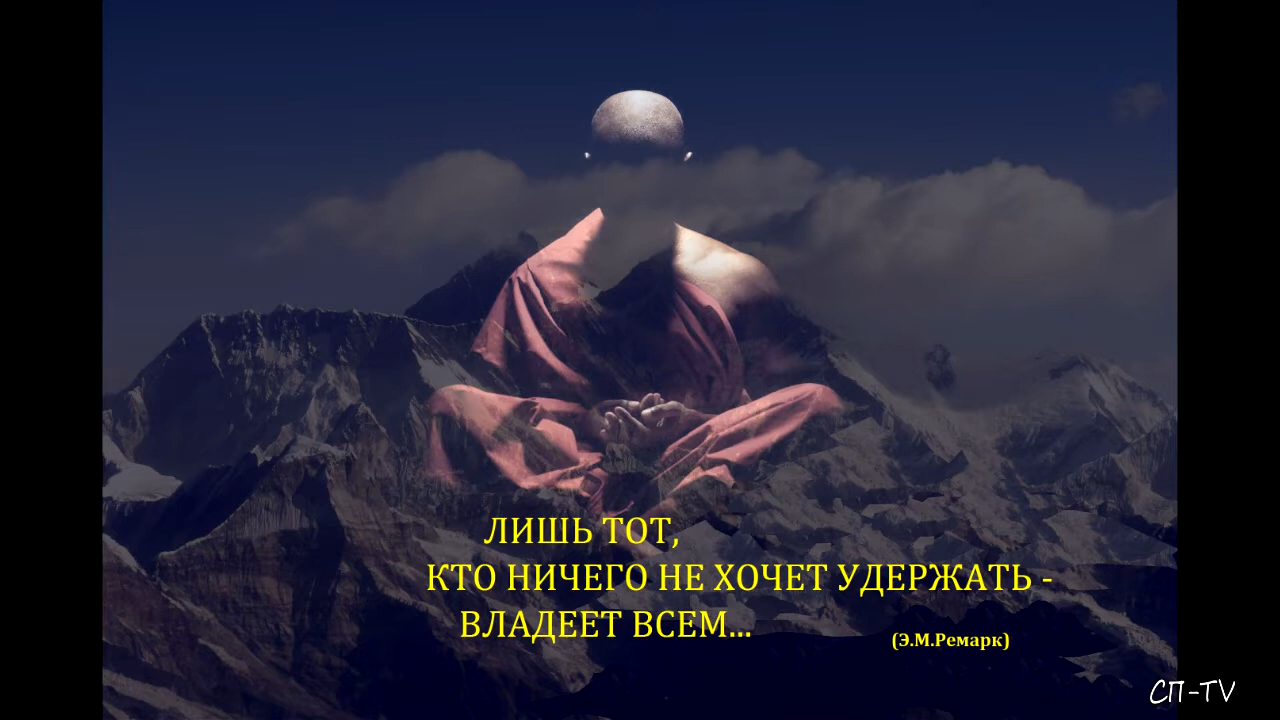 ЛИШЬ ТОТ,
КТО НИЧЕГО НЕ ХОЧЕТ УДЕРЖАТЬ -
ВЛАДЕЕТ ВСЕМ...
(Э.М.Ремарк)
СП-TV